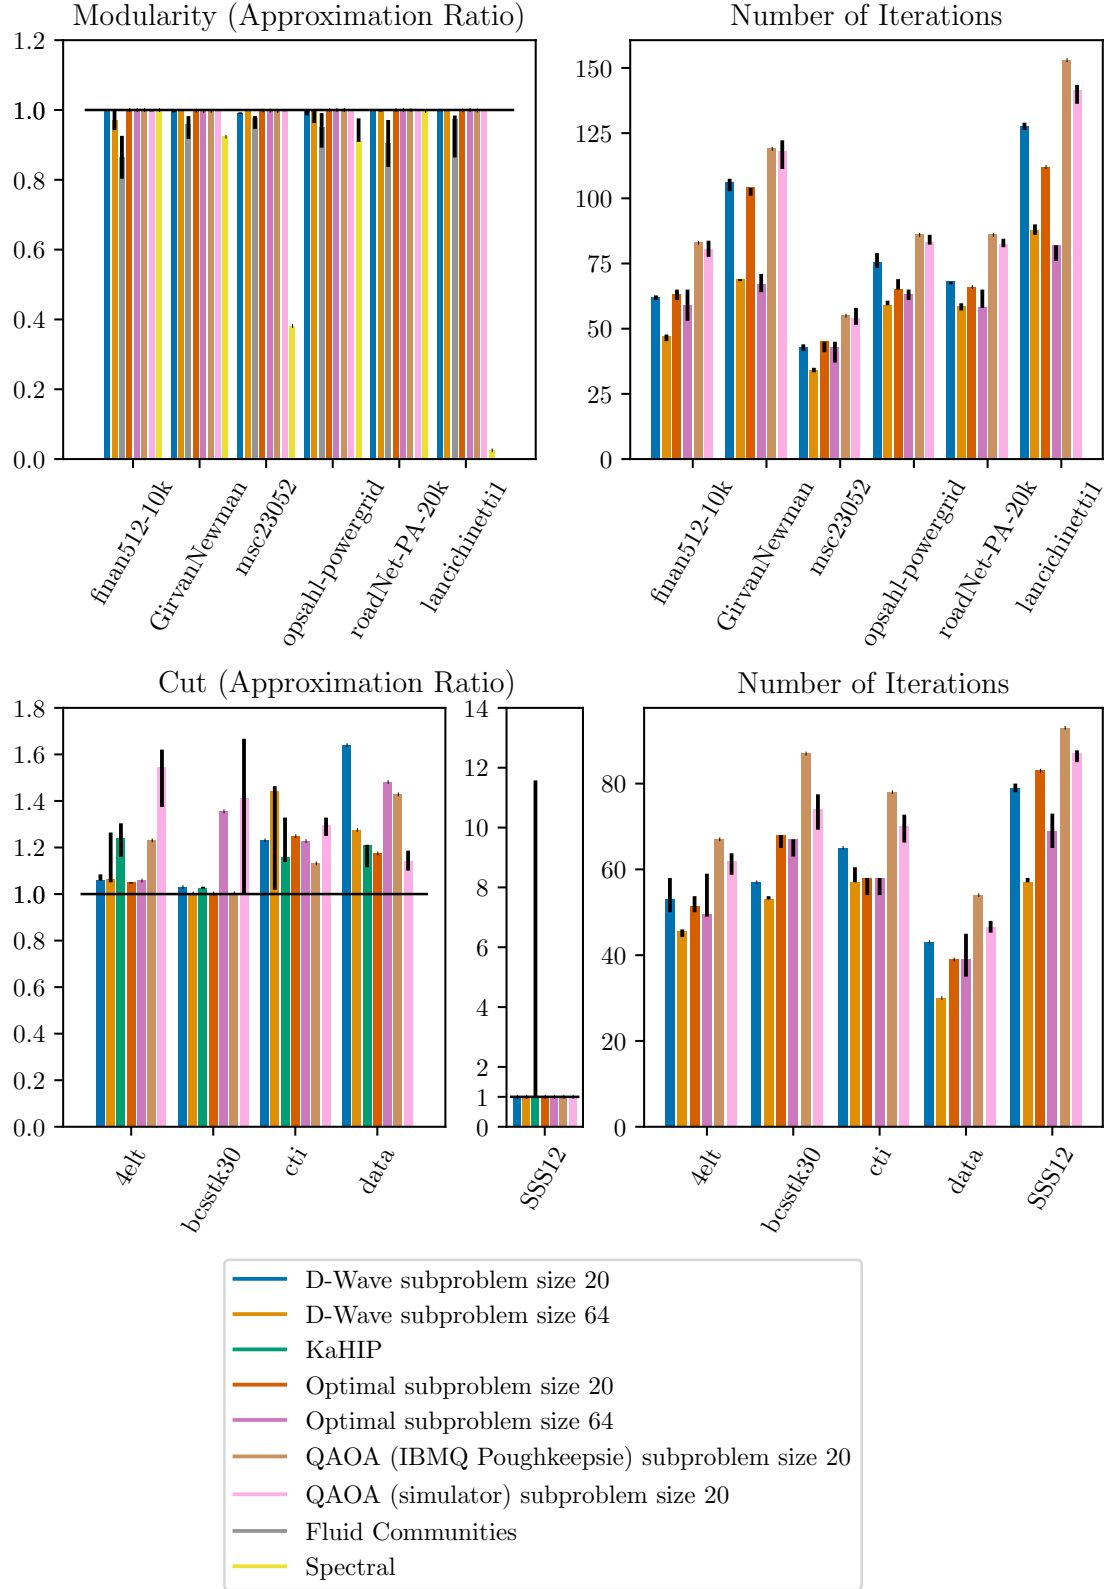 Modularity (Approximation Ratio)
1.2
1.0
0.8
0.6
0.4
0.2
0.0
finan512-10k
GirvanNewman
msc23052
opsahl-powergrid
roadNet-PA-20k
lancichinetti1
Number of Iterations
150
125
100
75
50
25
0
finan512-10k
GirvanNewman
msc23052
opsahl-powergrid
roadNet-PA-20k
lancichinetti1
Cut (Approximation Ratio)
1.8
1.6
1.4
1.2
1.0
0.8
0.6
0.4
0.2
0.0
4elt
bcsstk30
cti
data
14
12
10
8
6
4
2
1
0
SSS12
Number of Iterations
80
60
40
20
0
4elt
bcsstk30
cti
data
SSS12
D-Wave subproblem size 20
D-Wave subproblem size 64
KaHIP
Optimal subproblem size 20
Optimal subproblem size 64
QAOA (IBMQ Poughkeepsie) subproblem size 20
QAOA (simulator) subproblem size 20
Fluid Communities
Spectral